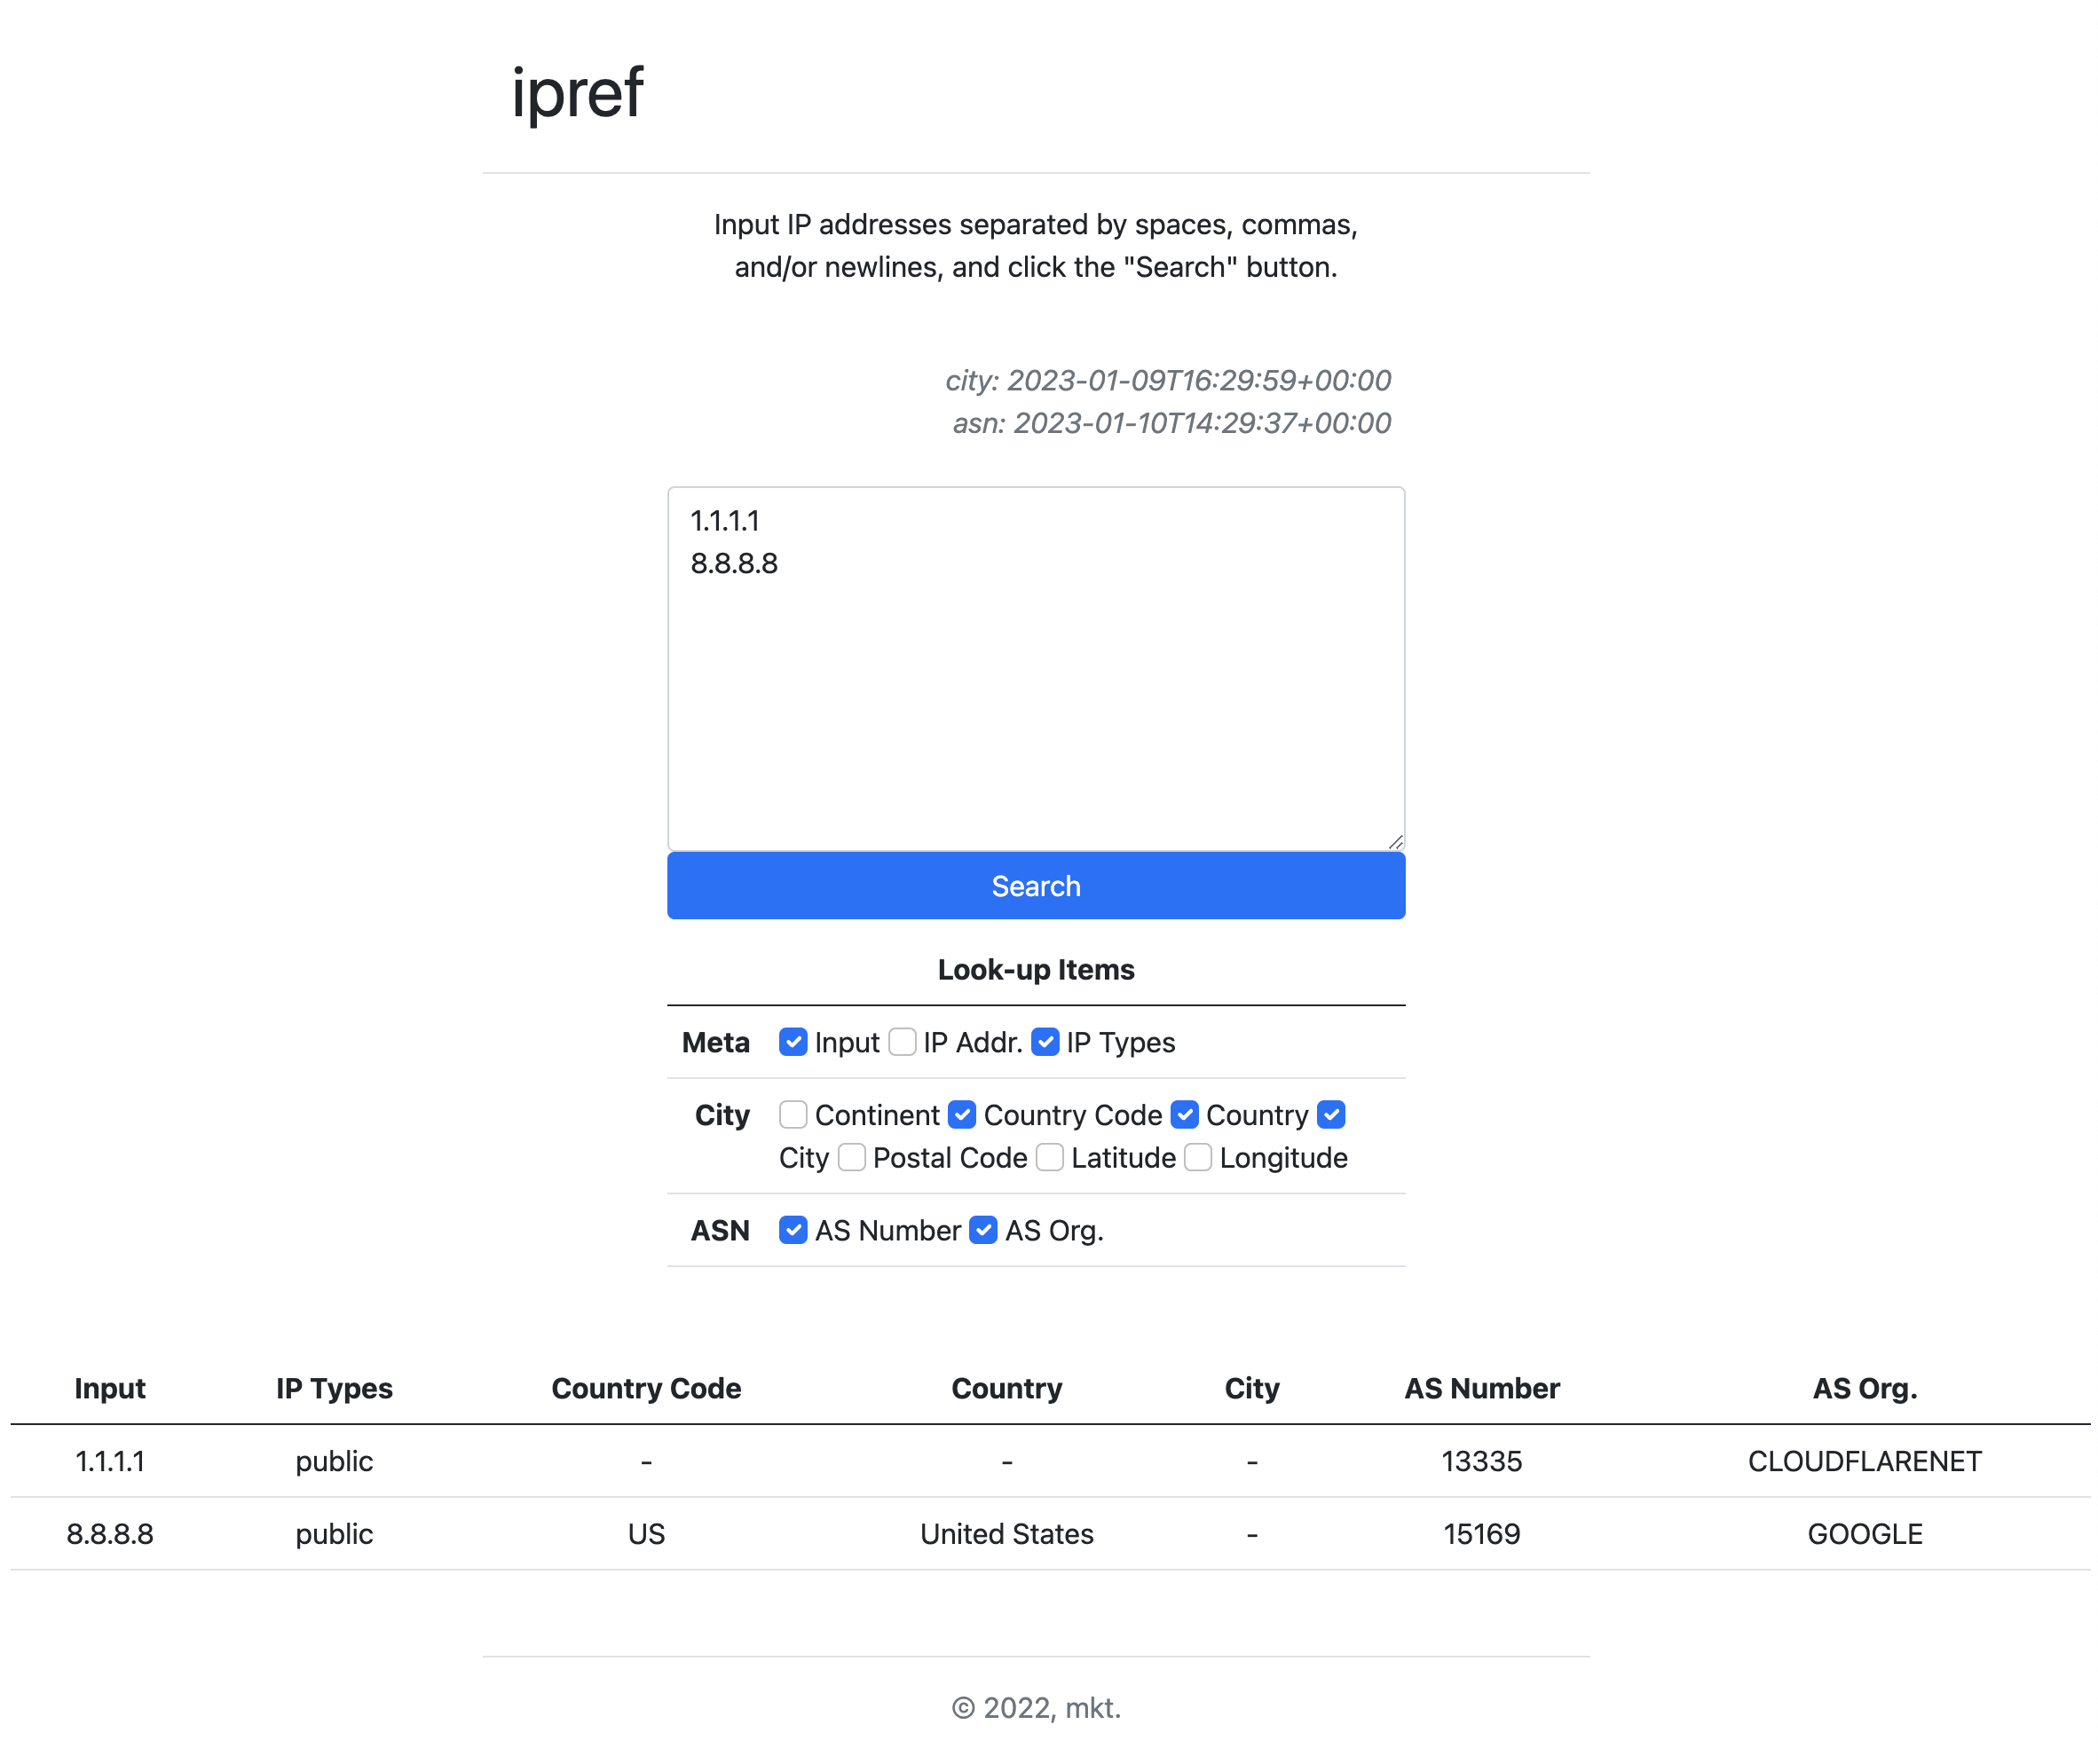 ipref
Input IP addresses separated by spaces, commas,
and/or newlines, and click the "Search" button.
city: 2023-01-09T16:29:59+00:00
asn: 2023-01-10T14:29:37+00:00
1.1.1.1
8.8.8.8
Search
Look-up Items
Meta Input IP Addr. IP Types
City Continent Country Code Country
City Postal Code Latitude Longitude
ASN AS Number AS Org.
Input IP Types Country Code Country City AS Number AS Org.
1.1.1.1 public - - - 13335 CLOUDFLARENET
8.8.8.8 public US United States - 15169 GOOGLE
© 2022, mkt.